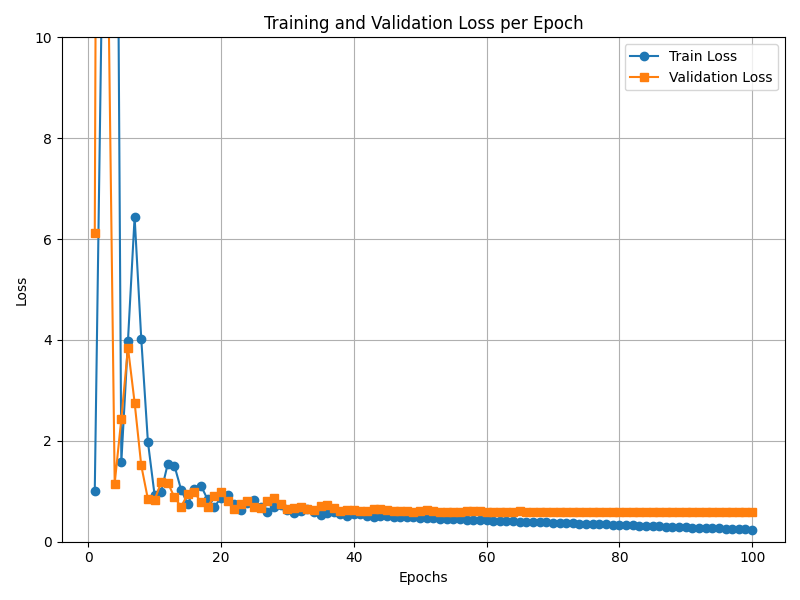 Training and Validation Loss per Epoch
Train Loss
Validation Loss
10
8
6
4
2
0
Loss
0 20 40 60 80 100
Epochs